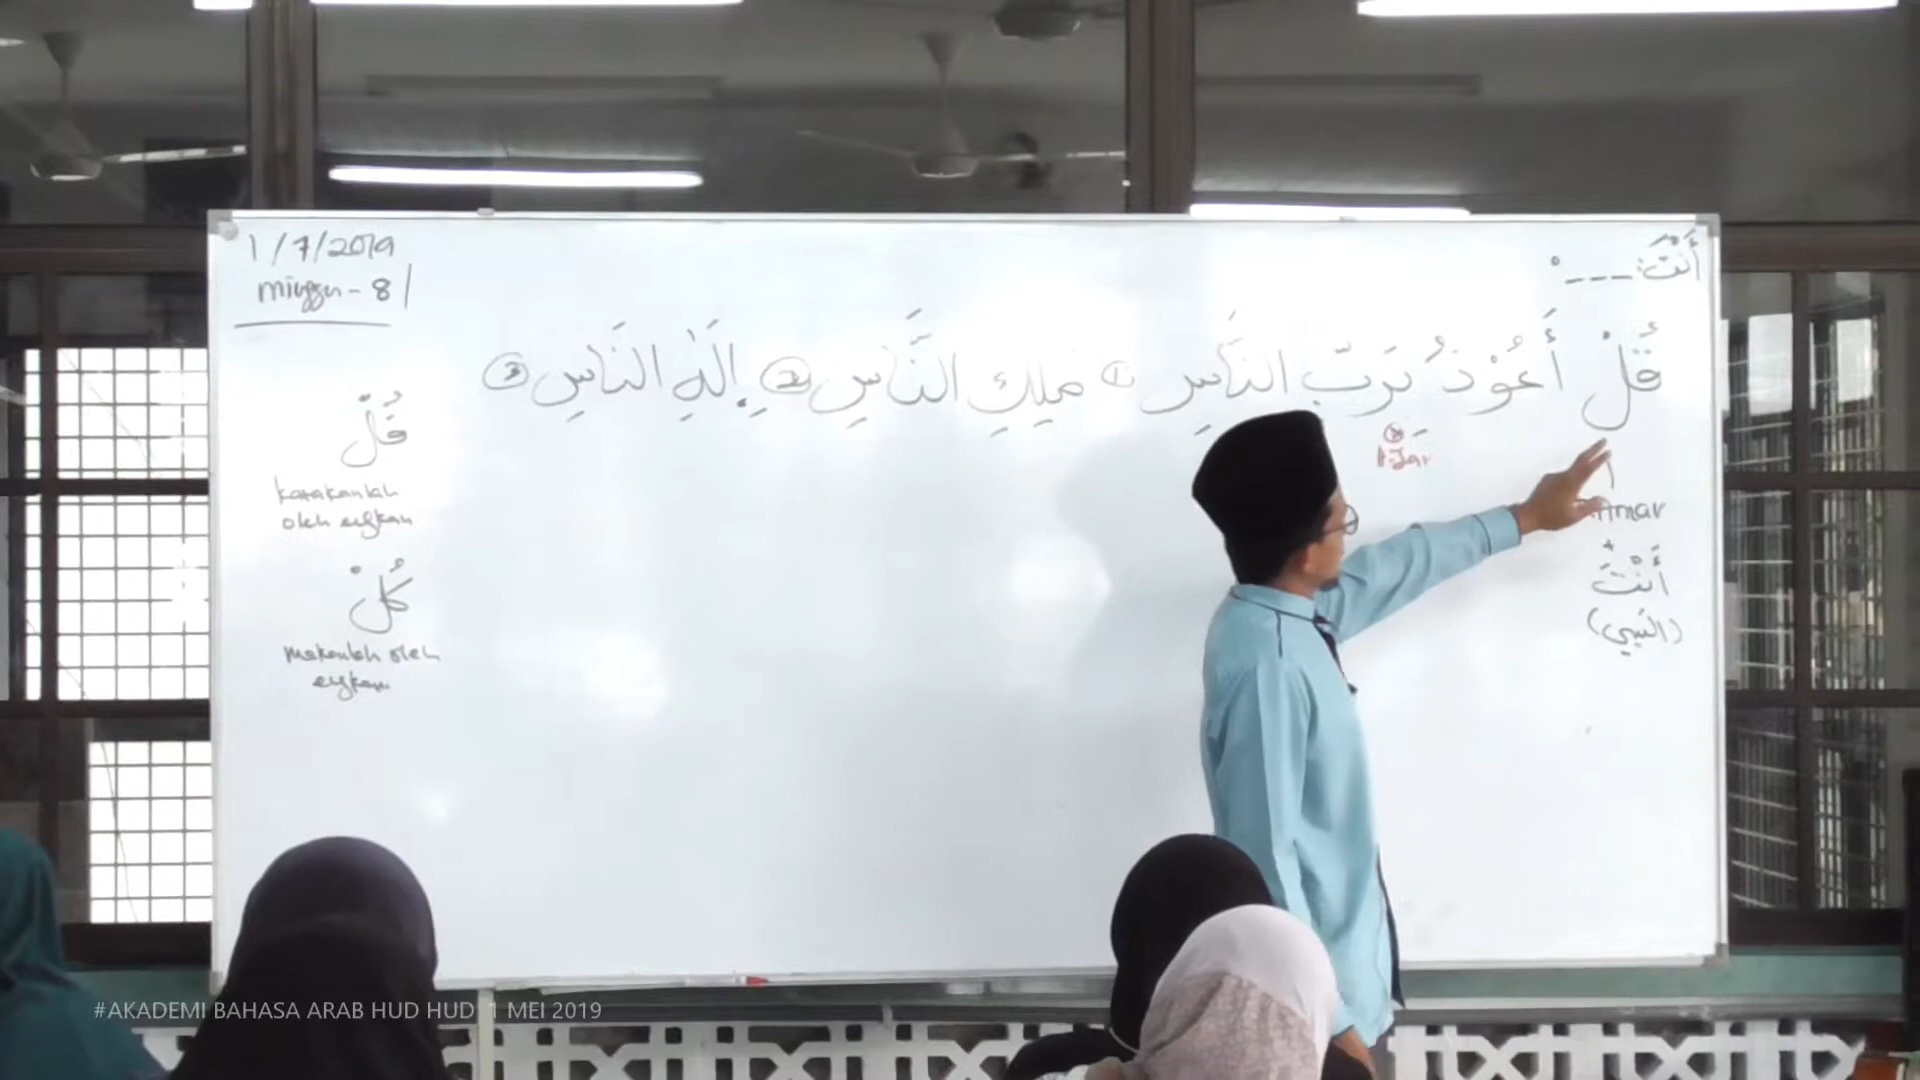 1/7/2019
minggu - 8
أَنْتَ: ---
قُلْ أَعُوْذُ بِرَبِّ النَّاسِ ① مَلِكِ النَّاسِ ② إِلَٰهِ النَّاسِ ③
H.Jar
Amar
أَنْتَ
(النبي)
قُلْ
katakanlah
oleh engkau
كُلْ
makanlah oleh
engkau
#AKADEMI BAHASA ARAB HUD HUD 1 MEI 2019